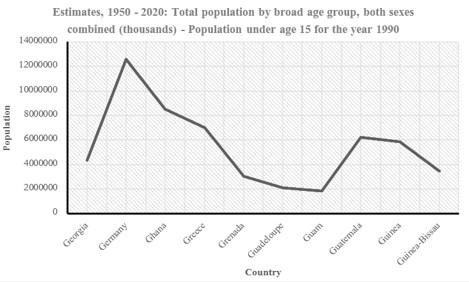 Estimates, 1950 - 2020: Total population by broad age group, both sexes
combined (thousands) - Population under age 15 for the year 1990
Population
14000000
12000000
10000000
8000000
6000000
4000000
2000000
0
Georgia
Germany
Ghana
Greece
Grenada
Guadeloupe
Guam
Guatemala
Guinea
Guinea-Bissau
Country